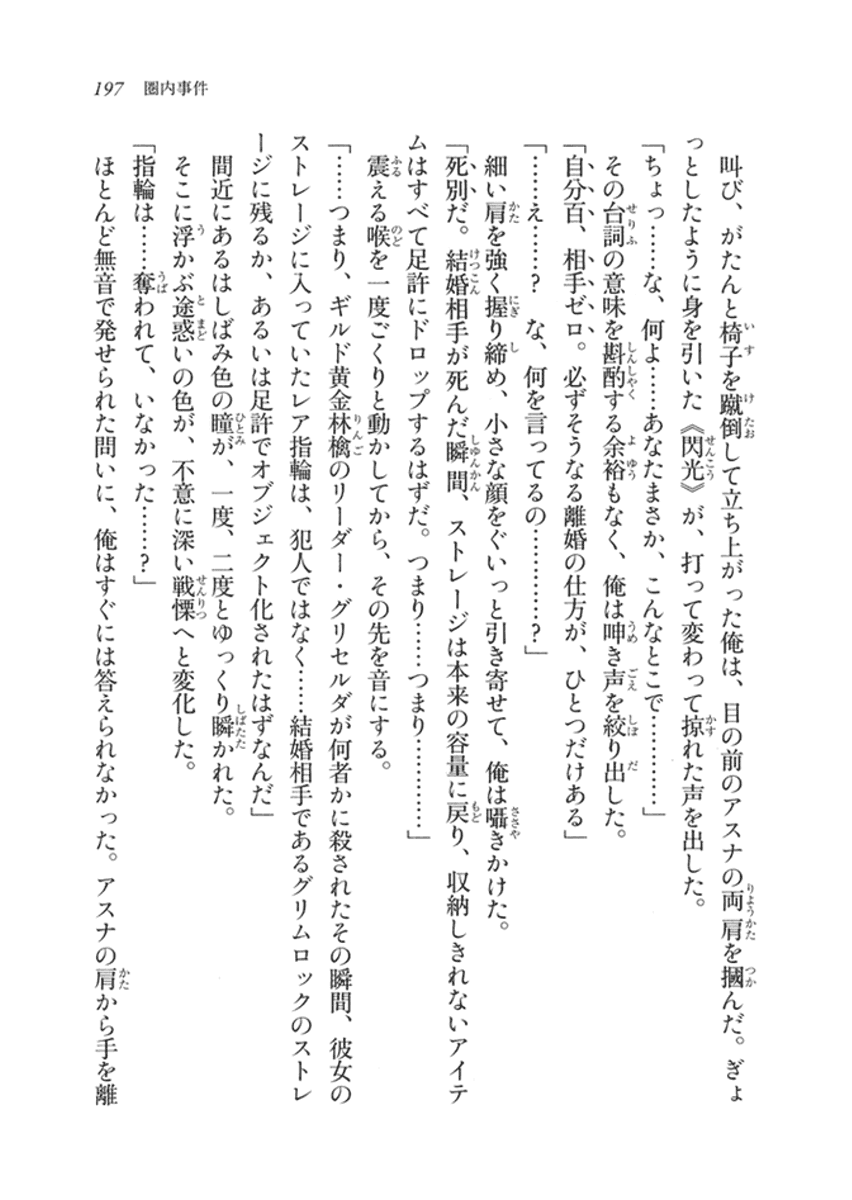 197 圏内事件
叫び、がたんと椅子を蹴倒して立ち上がった俺は、目の前のアスナの両肩を摑んだ。ぎょ
っとしたように身を引いた《閃光》が、打って変わって掠れた声を出した。
「ちょっ……な、何よ……あなたまさか、こんなとこで…………」
その台詞の意味を斟酌する余裕もなく、俺は呻き声を絞り出した。
「自分百、相手ゼロ。必ずそうなる離婚の仕方が、ひとつだけある」
「……え……? な、何を言ってるの…………?」
細い肩を強く握り締め、小さな顔をぐいっと引き寄せて、俺は囁きかけた。
「死別だ。結婚相手が死んだ瞬間、ストレージは本来の容量に戻り、収納しきれないアイテ
ムはすべて足許にドロップするはずだ。つまり……つまり…………」
震える喉を一度ごくりと動かしてから、その先を音にする。
「……つまり、ギルド黄金林檎のリーダー・グリセルダが何者かに殺されたその瞬間、彼女の
ストレージに入っていたレア指輪は、犯人ではなく……結婚相手であるグリムロックのストレ
ージに残るか、あるいは足許でオブジェクト化されたはずなんだ」
間近にあるはしばみ色の瞳が、一度、二度とゆっくり瞬かれた。
そこに浮かぶ途惑いの色が、不意に深い戦慄へと変化した。
「指輪は……奪われて、いなかった……?」
ほとんど無音で発せられた問いに、俺はすぐには答えられなかった。アスナの肩から手を離